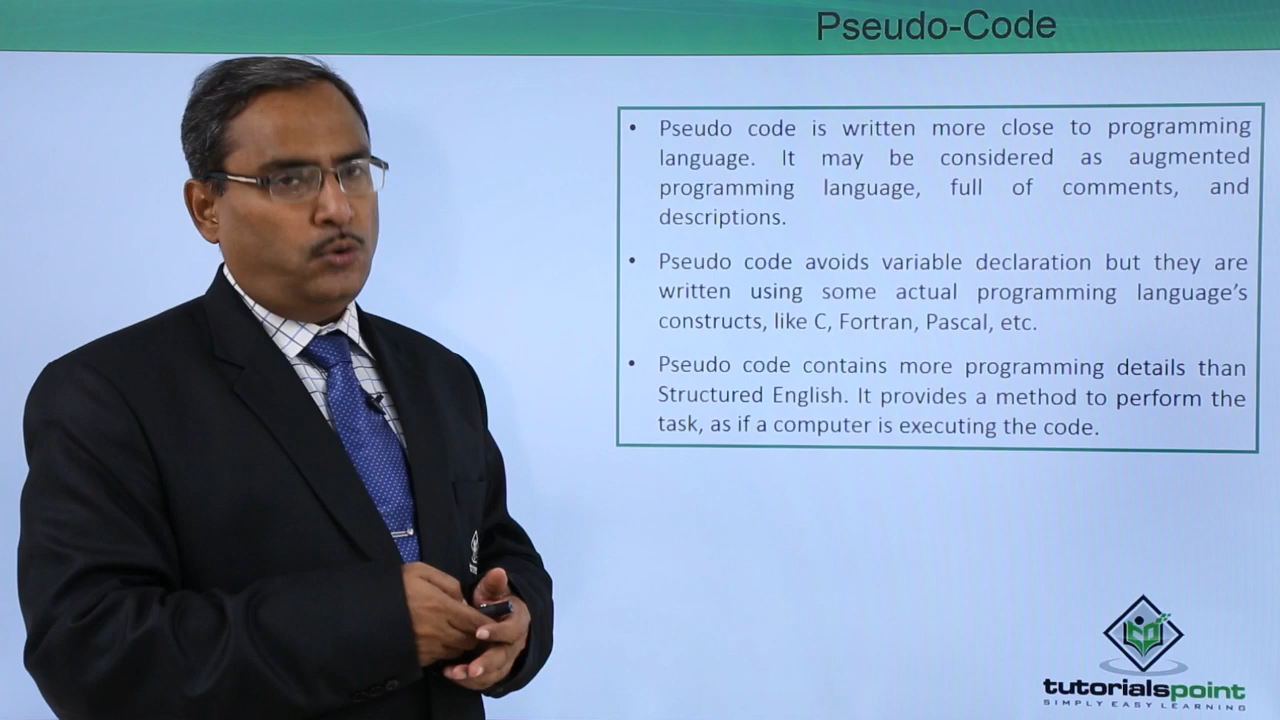 Pseudo-Code
• Pseudo code is written more close to programming
language. It may be considered as augmented
programming language, full of comments, and
descriptions.
• Pseudo code avoids variable declaration but they are
written using some actual programming language's
constructs, like C, Fortran, Pascal, etc.
• Pseudo code contains more programming details than
Structured English. It provides a method to perform the
task, as if a computer is executing the code.
tutorialspoint
SIMPLY EASY LEARNING